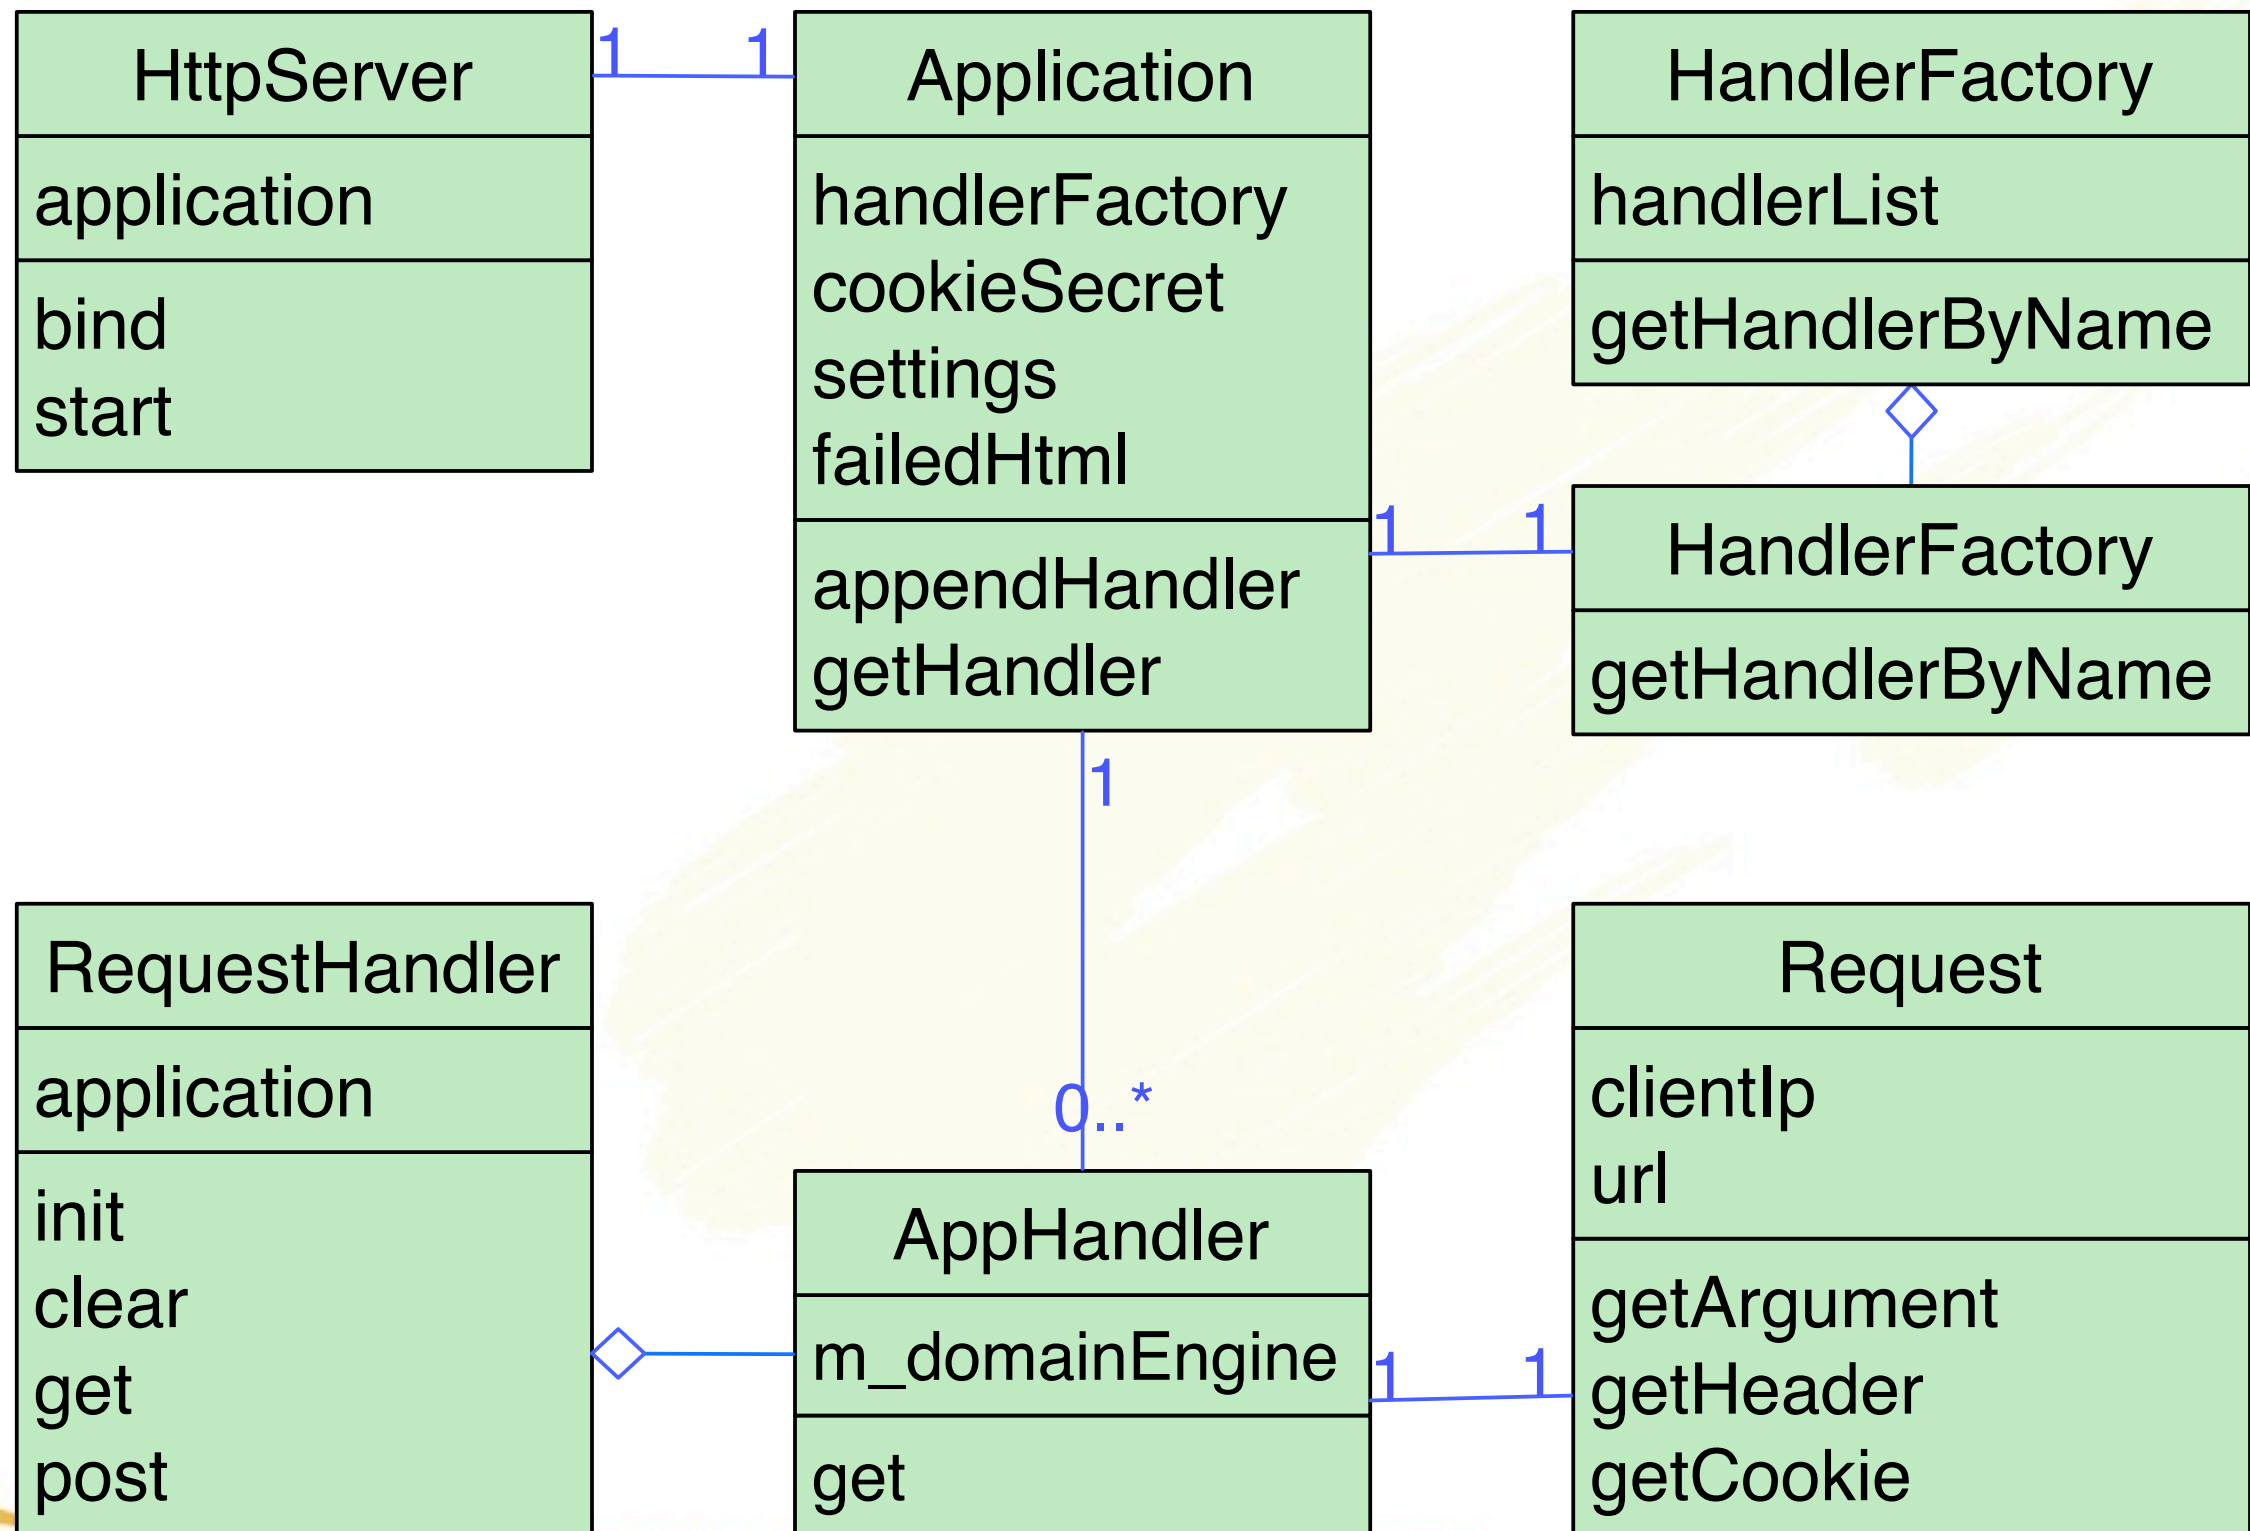 HttpServer
application
bind
start
1 1
Application
handlerFactory
cookieSecret
settings
failedHtml
appendHandler
getHandler
HandlerFactory
handlerList
getHandlerByName
1 1
HandlerFactory
getHandlerByName
1
0..*
RequestHandler
application
init
clear
get
post
AppHandler
m_domainEngine
get
1 1
Request
clientIp
url
getArgument
getHeader
getCookie